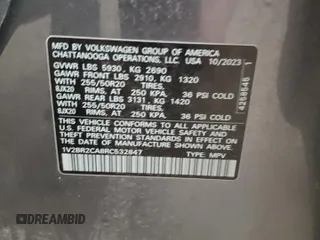 MFD BY VOLKSWAGEN GROUP OF AMERICA
CHATTANOOGA OPERATIONS, LLC. USA 10/2023
GVWR LBS 5930, KG 2690
GAWR FRONT LBS 2910, KG 1320
255/50R20 TIRES,
8JX20 RIMS, AT 250 KPA/ 36 PSI COLD
GAWR REAR LBS 3131, KG 1420
255/50R20 TIRES,
8JX20 RIMS, AT 250 KPA/ 36 PSI COLD
THIS VEHICLE CONFORMS TO ALL APPLICABLE
FEDERAL MOTOR VEHICLE SAFETY AND THEFT
PREVENTION STANDARDS IN EFFECT ON THE
DATE OF MANUFACTURE SHOWN ABOVE.
1V2BR2CA8RC532847 TYPE: MPV
4268546 1
DREAMBID